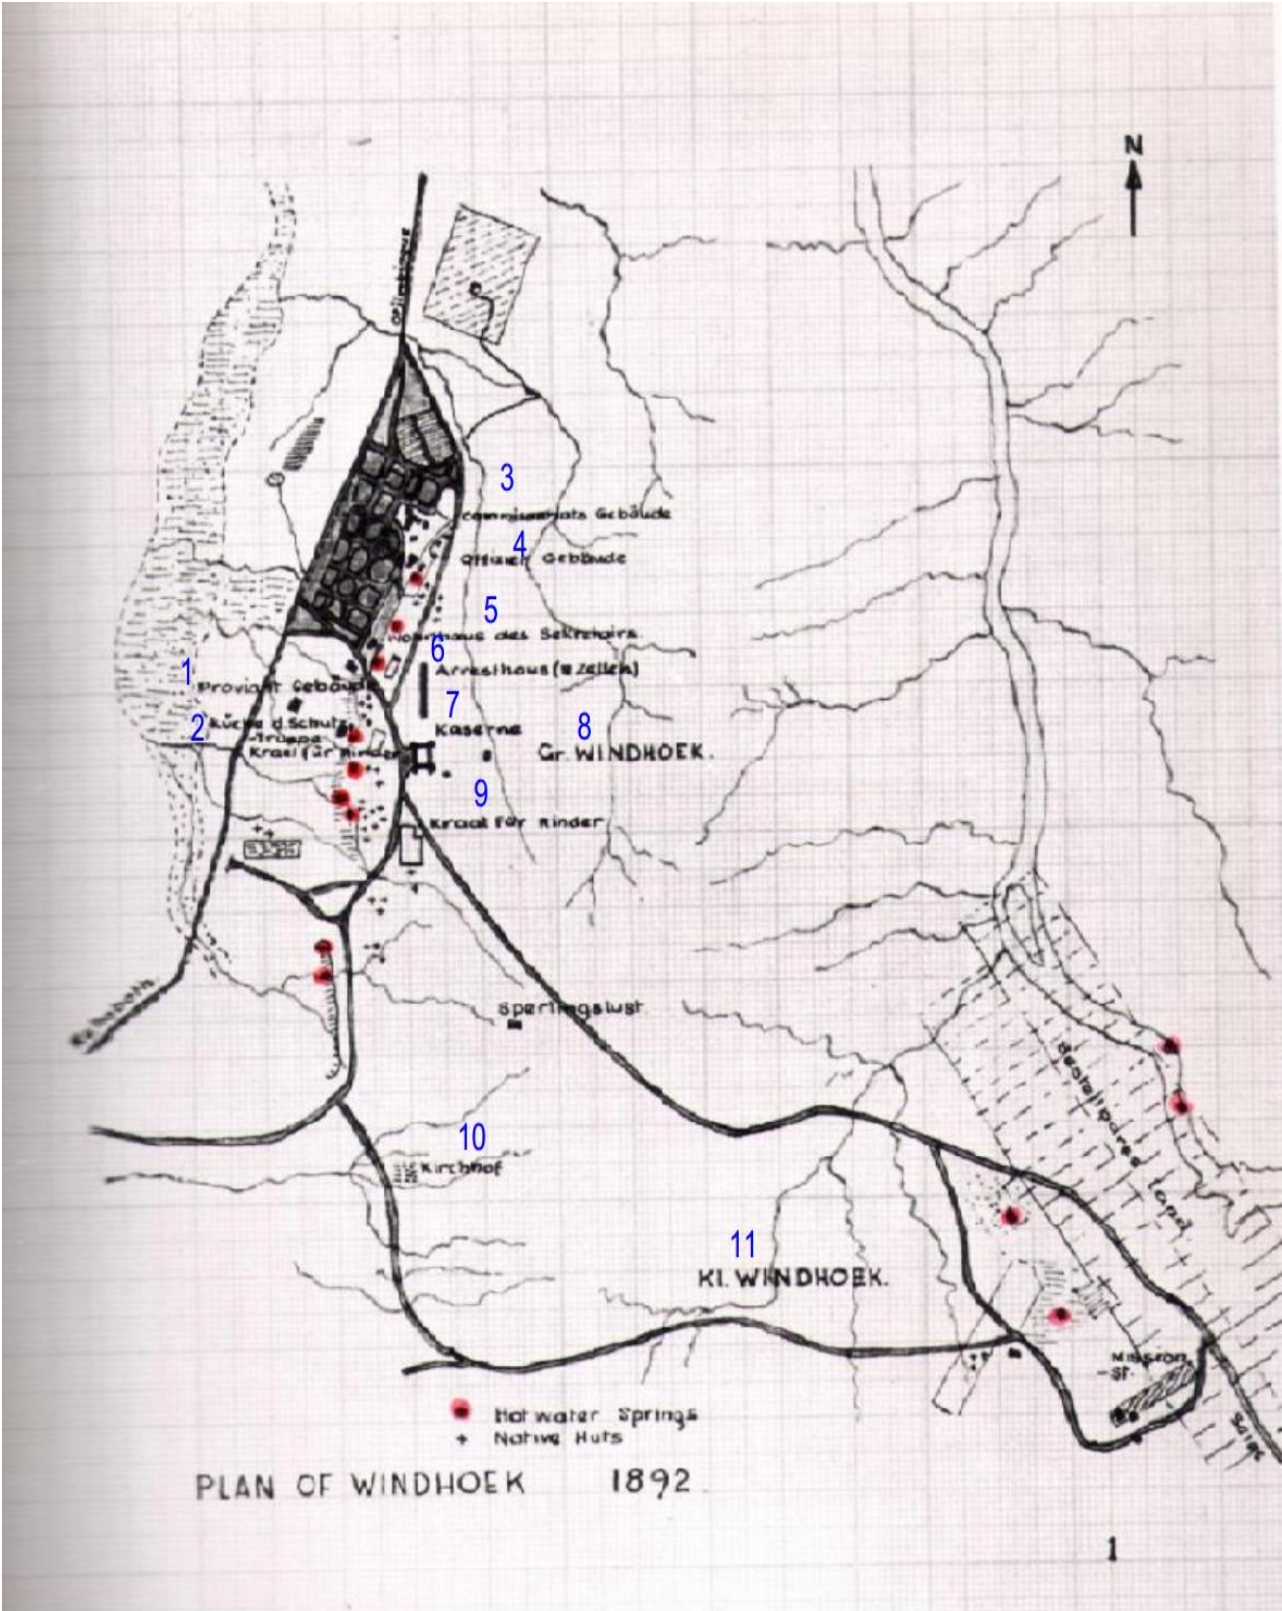 N
3
Commissariats Gebäude
4
Offizier Gebäude
5
Wohnhaus des Sekretairs
6
Arresthaus (     Zellen)
1
Proviant Gebäude
7
2
Küche d. Schutz-
-truppe
Kaserne
8
Kraal für Rinder
Gr. WINDHOEK.
9
Kraal für Rinder
Sperlingslust
10
Kirchhof
11
Kl. WINDHOEK.
Mission
-St.
Hot water Springs
+ Native Huts
PLAN OF WINDHOEK 1892
1